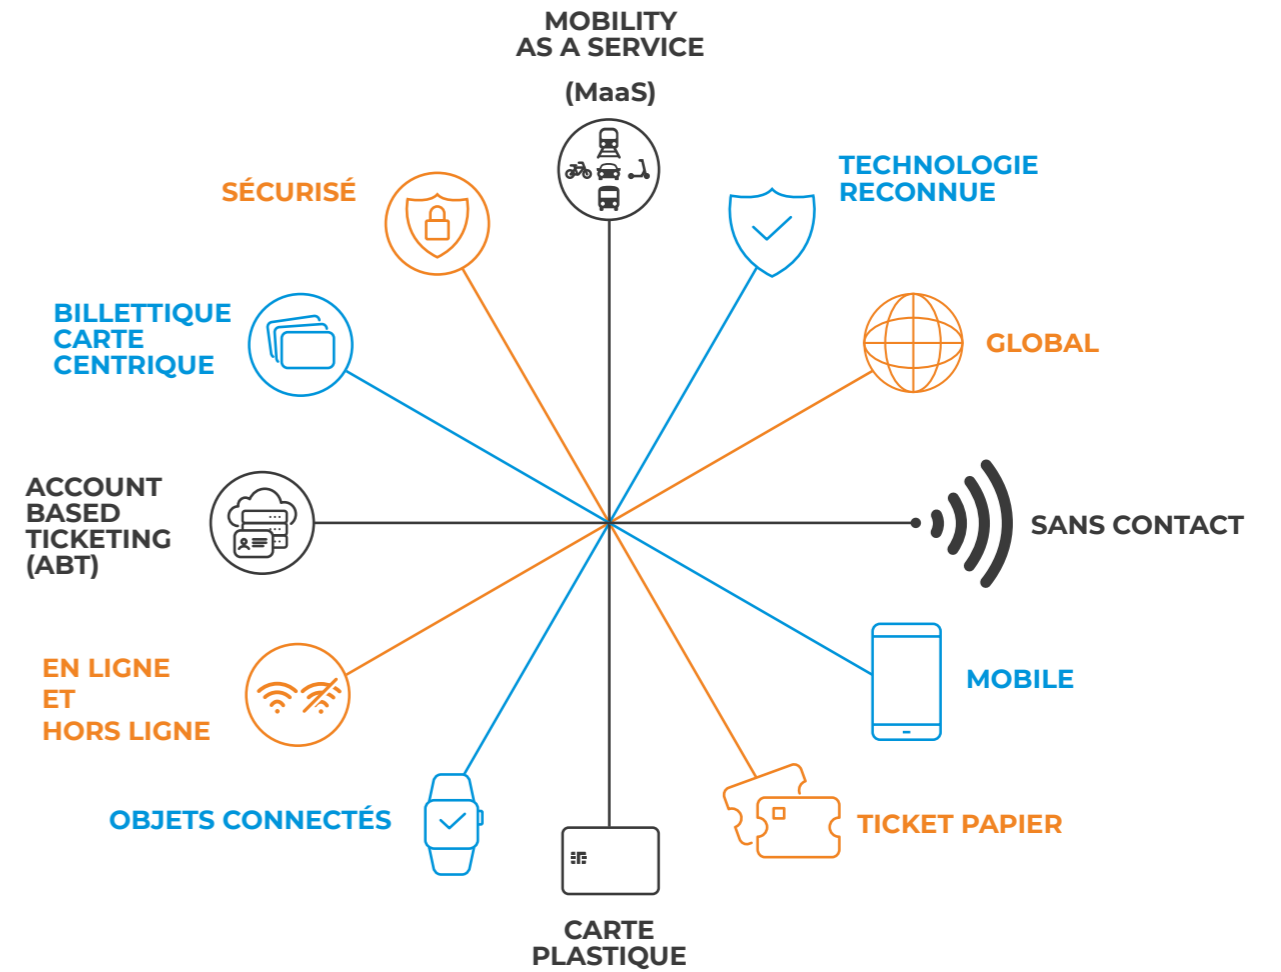 MOBILITY
AS A SERVICE
(MaaS)
TECHNOLOGIE
RECONNUE
SÉCURISÉ
BILLETTIQUE
CARTE
CENTRIQUE
GLOBAL
ACCOUNT
BASED
TICKETING
(ABT)
SANS CONTACT
EN LIGNE
ET
HORS LIGNE
MOBILE
OBJETS CONNECTÉS
TICKET PAPIER
CARTE
PLASTIQUE